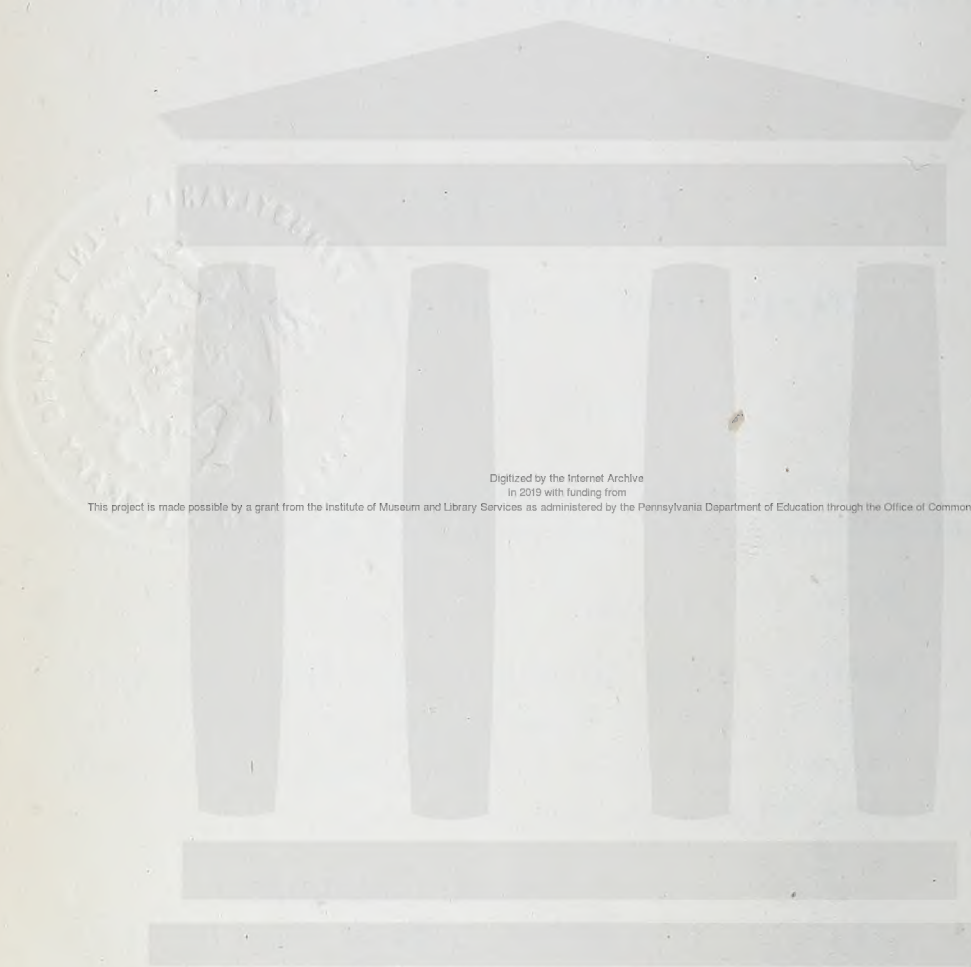 Digitized by the Internet Archive
in 2019 with funding from
This project is made possible by a grant from the Institute of Museum and Library Services as administered by the Pennsylvania Department of Education through the Office of Common